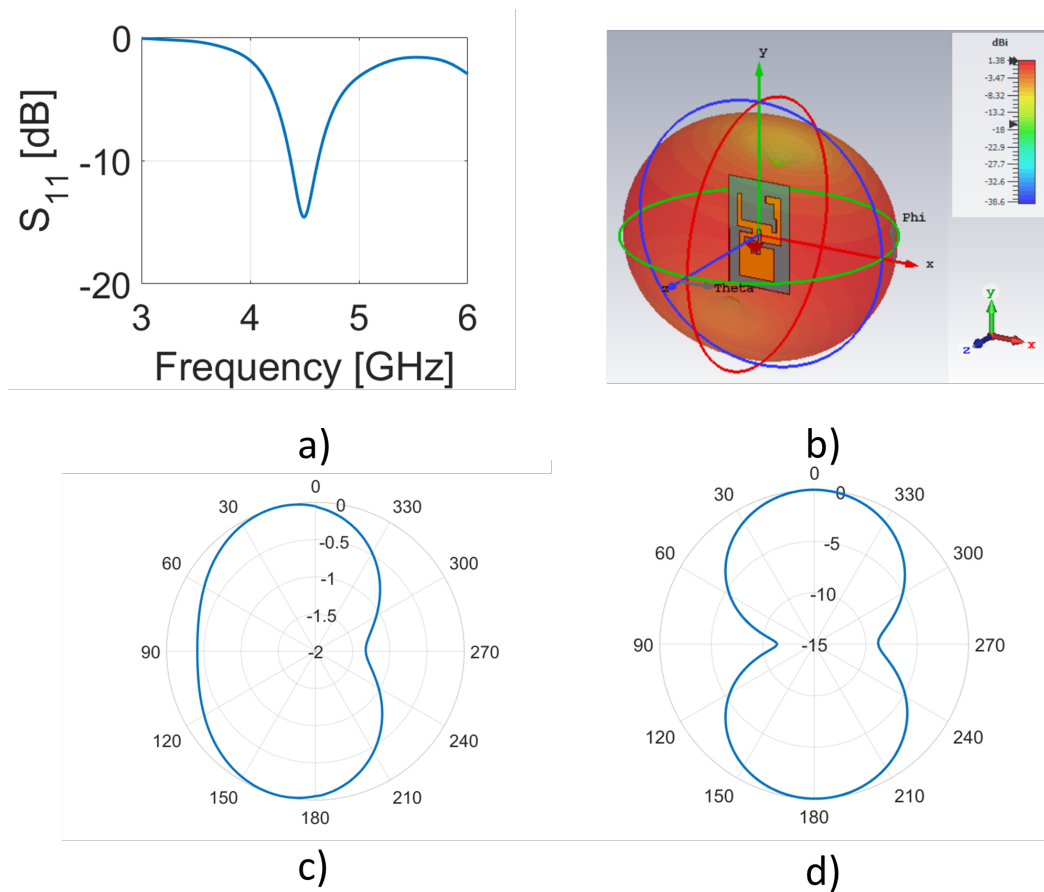 0
-10
-20
3 4 5 6
S11 [dB]
Frequency [GHz]
a)
dBi
1.38
-3.47
-8.32
-13.2
-18
-22.9
-27.7
-32.6
-38.6
y
Phi
x
z
Theta
y
z x
b)
0
30 0 330
-0.5
60 300
-1
-1.5
90 -2 270
120 240
150 210
180
c)
0
30 0 330
-5
60 300
-10
90 -15 270
120 240
150 210
180
d)